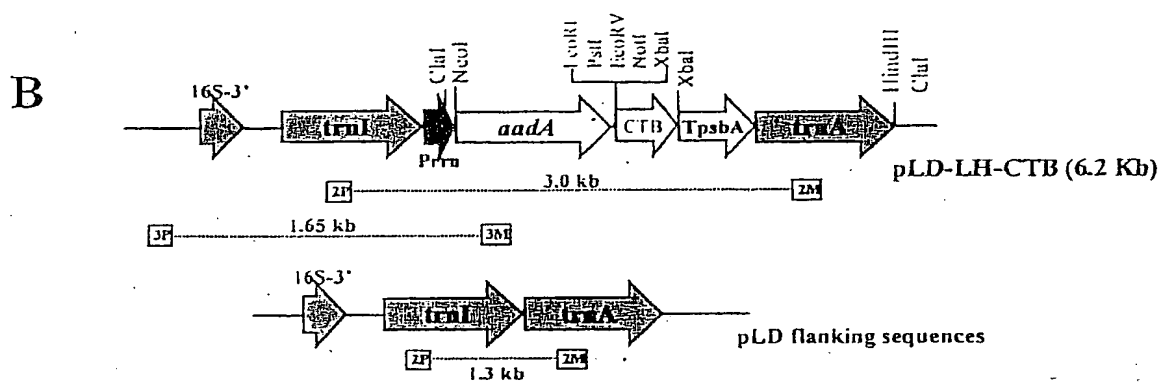 B
16S-3'
trnI
Prrn
ClaI
NcoI
aadA
EcoRI
PstI
EcoRV
NotI
XbaI
CTB
XbaI
TpsbA
trnA
HindIII
ClaI
pLD-LH-CTB (6.2 Kb)
2P
3.0 kb
2M
3P
1.65 kb
3M
16S-3'
trnI
trnA
pLD flanking sequences
2P
1.3 kb
2M